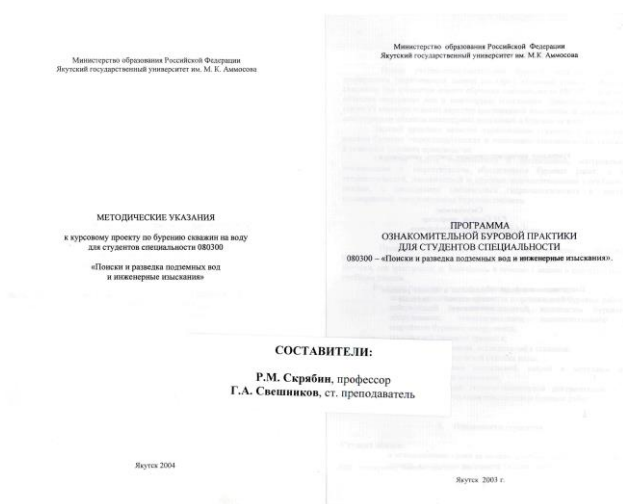 Министерство образования Российской Федерации
Якутский государственный университет им. М. К. Аммосова
МЕТОДИЧЕСКИЕ УКАЗАНИЯ
к курсовому проекту по бурению скважин на воду
для студентов специальности 080300
«Поиски и разведка подземных вод
и инженерные изыскания»
Якутск 2004
Министерство образования Российской Федерации
Якутский государственный университет им. М.К. Аммосова
ПРОГРАММА
ОЗНАКОМИТЕЛЬНОЙ БУРОВОЙ ПРАКТИКИ
ДЛЯ СТУДЕНТОВ СПЕЦИАЛЬНОСТИ
080300 – «Поиски и разведка подземных вод и инженерные изыскания».
Якутск 2003 г.
СОСТАВИТЕЛИ:
Р.М. Скрябин, профессор
Г.А. Свешников, ст. преподаватель